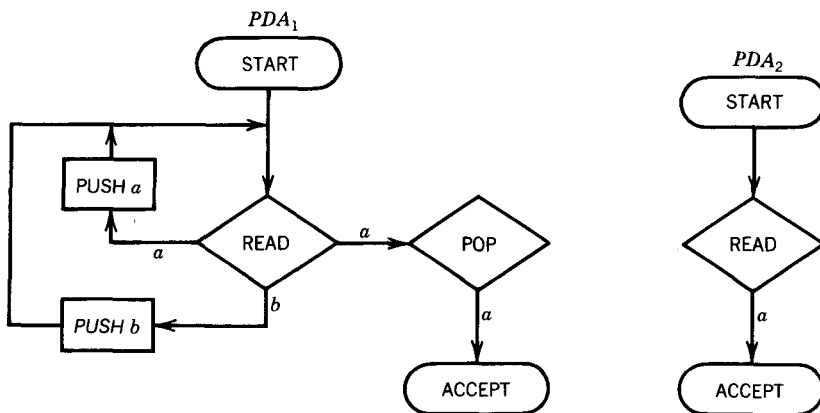 PDA₁
START
PUSH a
a
READ
a
POP
b
PUSH b
a
ACCEPT
PDA₂
START
READ
a
ACCEPT